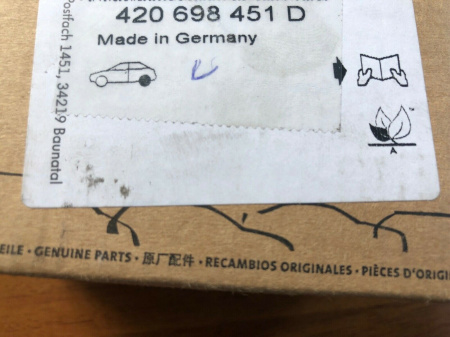 420 698 451 D
Made in Germany
Postfach 1451, 34219 Baunatal
EILE · GENUINE PARTS · 原厂配件 · RECAMBIOS ORIGINALES · PIÈCES D'ORIGI